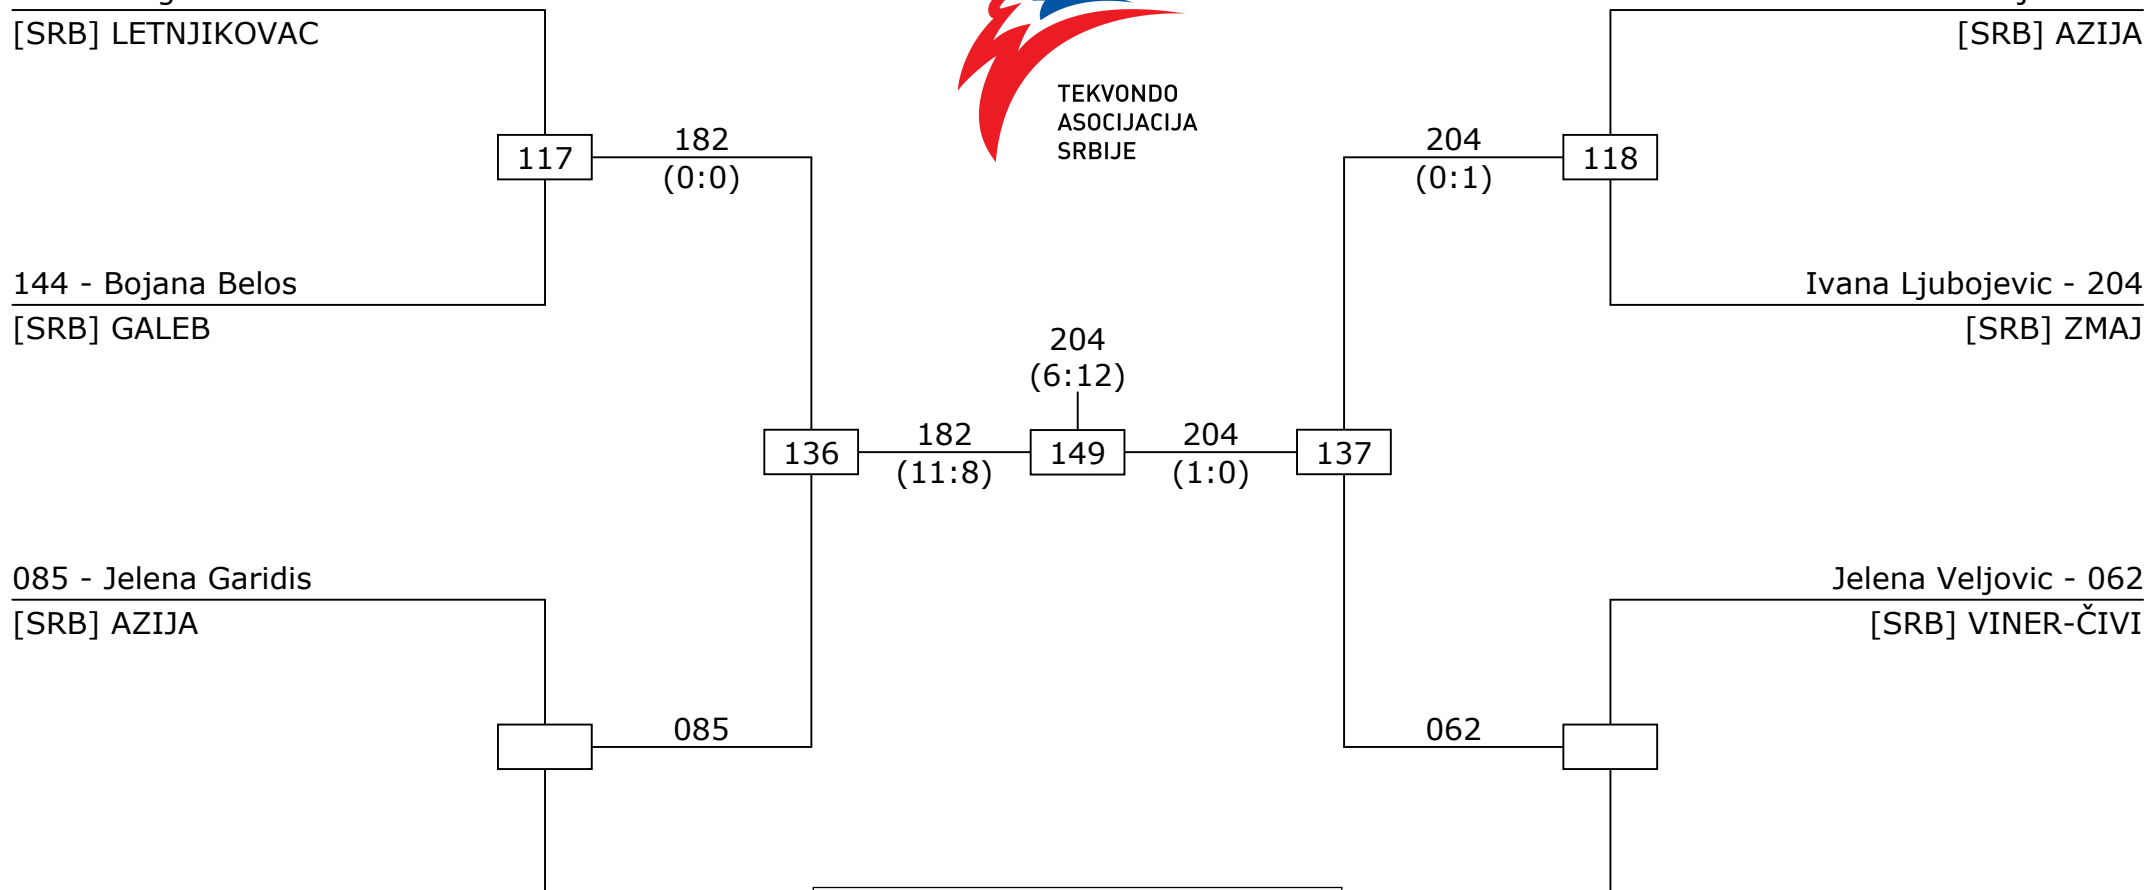 [SRB] LETNJIKOVAC
[SRB] AZIJA
TEKVONDO
ASOCIJACIJA
SRBIJE
117
182
(0:0)
204
(0:1)
118
144 - Bojana Belos
[SRB] GALEB
Ivana Ljubojevic - 204
[SRB] ZMAJ
204
(6:12)
136
182
(11:8)
149
204
(1:0)
137
085 - Jelena Garidis
[SRB] AZIJA
Jelena Veljovic - 062
[SRB] VINER-ČIVI
085
062